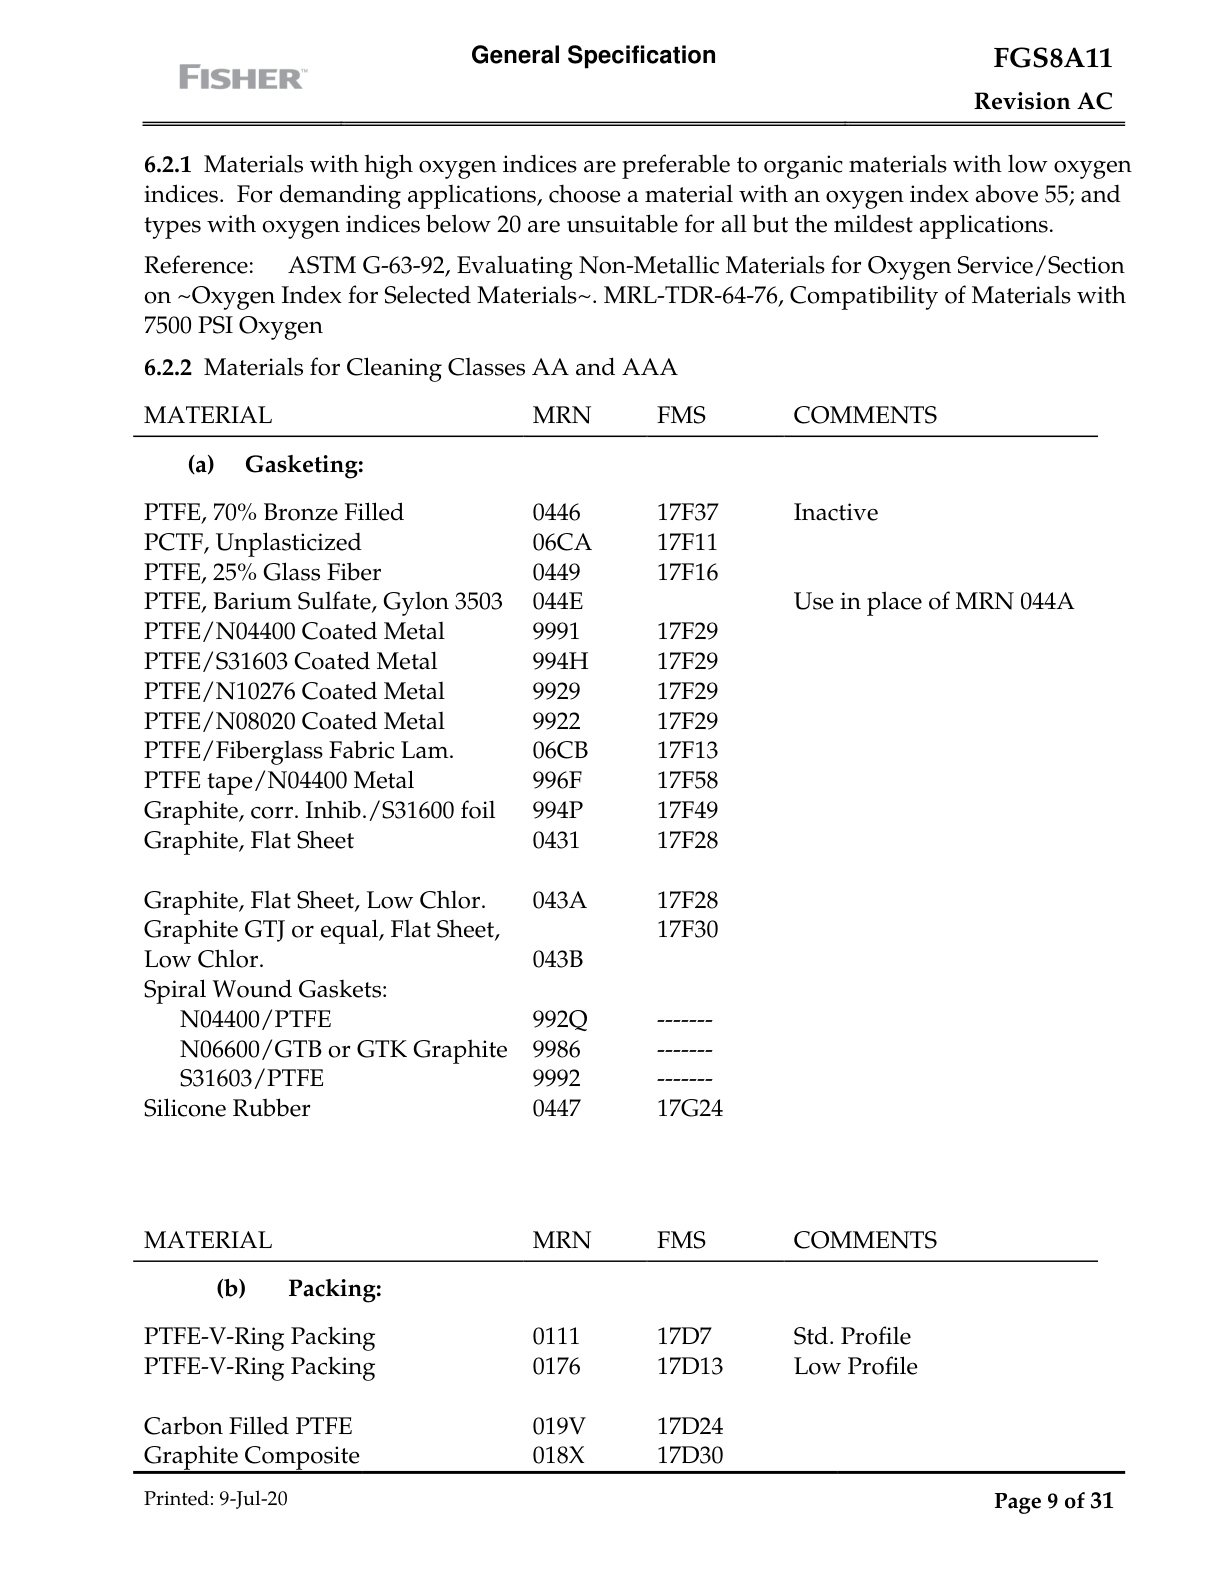 General Specification
FGS8A11
FISHER™
Revision AC
6.2.1 Materials with high oxygen indices are preferable to organic materials with low oxygen
indices. For demanding applications, choose a material with an oxygen index above 55; and
types with oxygen indices below 20 are unsuitable for all but the mildest applications.
Reference: ASTM G-63-92, Evaluating Non-Metallic Materials for Oxygen Service/Section
on ~Oxygen Index for Selected Materials~. MRL-TDR-64-76, Compatibility of Materials with
7500 PSI Oxygen
6.2.2 Materials for Cleaning Classes AA and AAA
MATERIAL MRN FMS COMMENTS
(a) Gasketing:
PTFE, 70% Bronze Filled 0446 17F37 Inactive
PCTF, Unplasticized 06CA 17F11
PTFE, 25% Glass Fiber 0449 17F16
PTFE, Barium Sulfate, Gylon 3503 044E Use in place of MRN 044A
PTFE/N04400 Coated Metal 9991 17F29
PTFE/S31603 Coated Metal 994H 17F29
PTFE/N10276 Coated Metal 9929 17F29
PTFE/N08020 Coated Metal 9922 17F29
PTFE/Fiberglass Fabric Lam. 06CB 17F13
PTFE tape/N04400 Metal 996F 17F58
Graphite, corr. Inhib./S31600 foil 994P 17F49
Graphite, Flat Sheet 0431 17F28
Graphite, Flat Sheet, Low Chlor. 043A 17F28
Graphite GTJ or equal, Flat Sheet, 17F30
Low Chlor. 043B
Spiral Wound Gaskets:
N04400/PTFE 992Q -------
N06600/GTB or GTK Graphite 9986 -------
S31603/PTFE 9992 -------
Silicone Rubber 0447 17G24
MATERIAL MRN FMS COMMENTS
(b) Packing:
PTFE-V-Ring Packing 0111 17D7 Std. Profile
PTFE-V-Ring Packing 0176 17D13 Low Profile
Carbon Filled PTFE 019V 17D24
Graphite Composite 018X 17D30
Printed: 9-Jul-20
Page 9 of 31